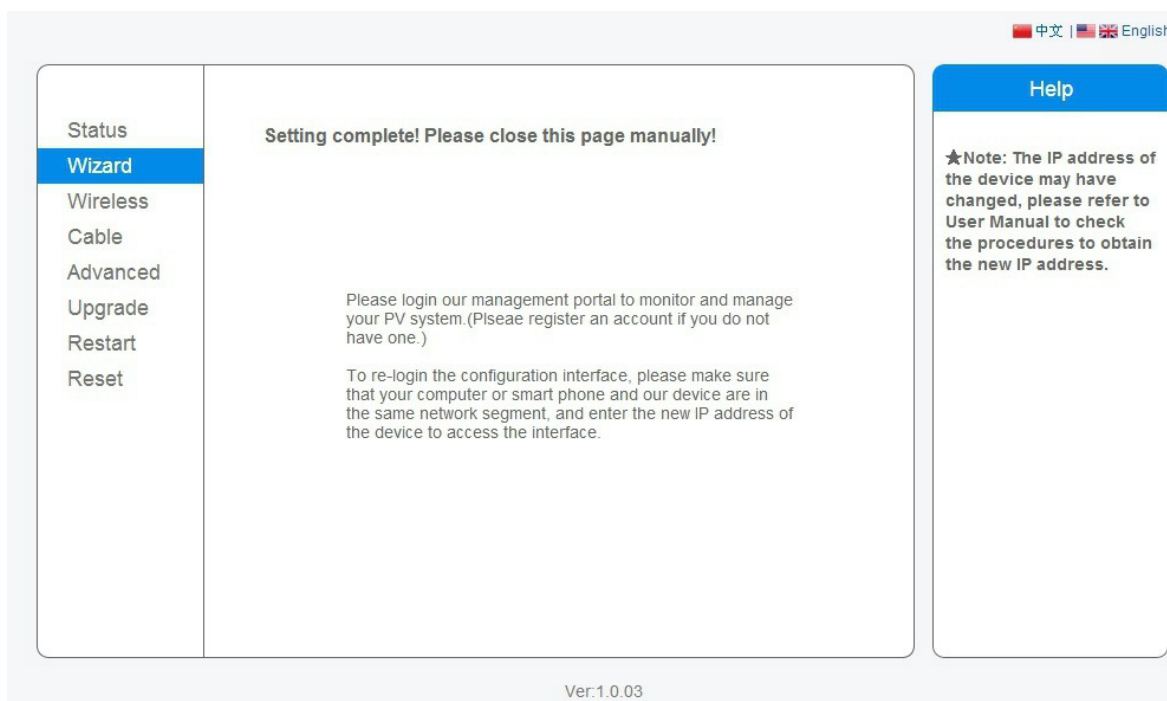 中文 | English
Status
Wizard
Wireless
Cable
Advanced
Upgrade
Restart
Reset
Setting complete! Please close this page manually!
Please login our management portal to monitor and manage
your PV system.(Plseae register an account if you do not
have one.)
To re-login the configuration interface, please make sure
that your computer or smart phone and our device are in
the same network segment, and enter the new IP address of
the device to access the interface.
Help
★Note: The IP address of
the device may have
changed, please refer to
User Manual to check
the procedures to obtain
the new IP address.
Ver:1.0.03